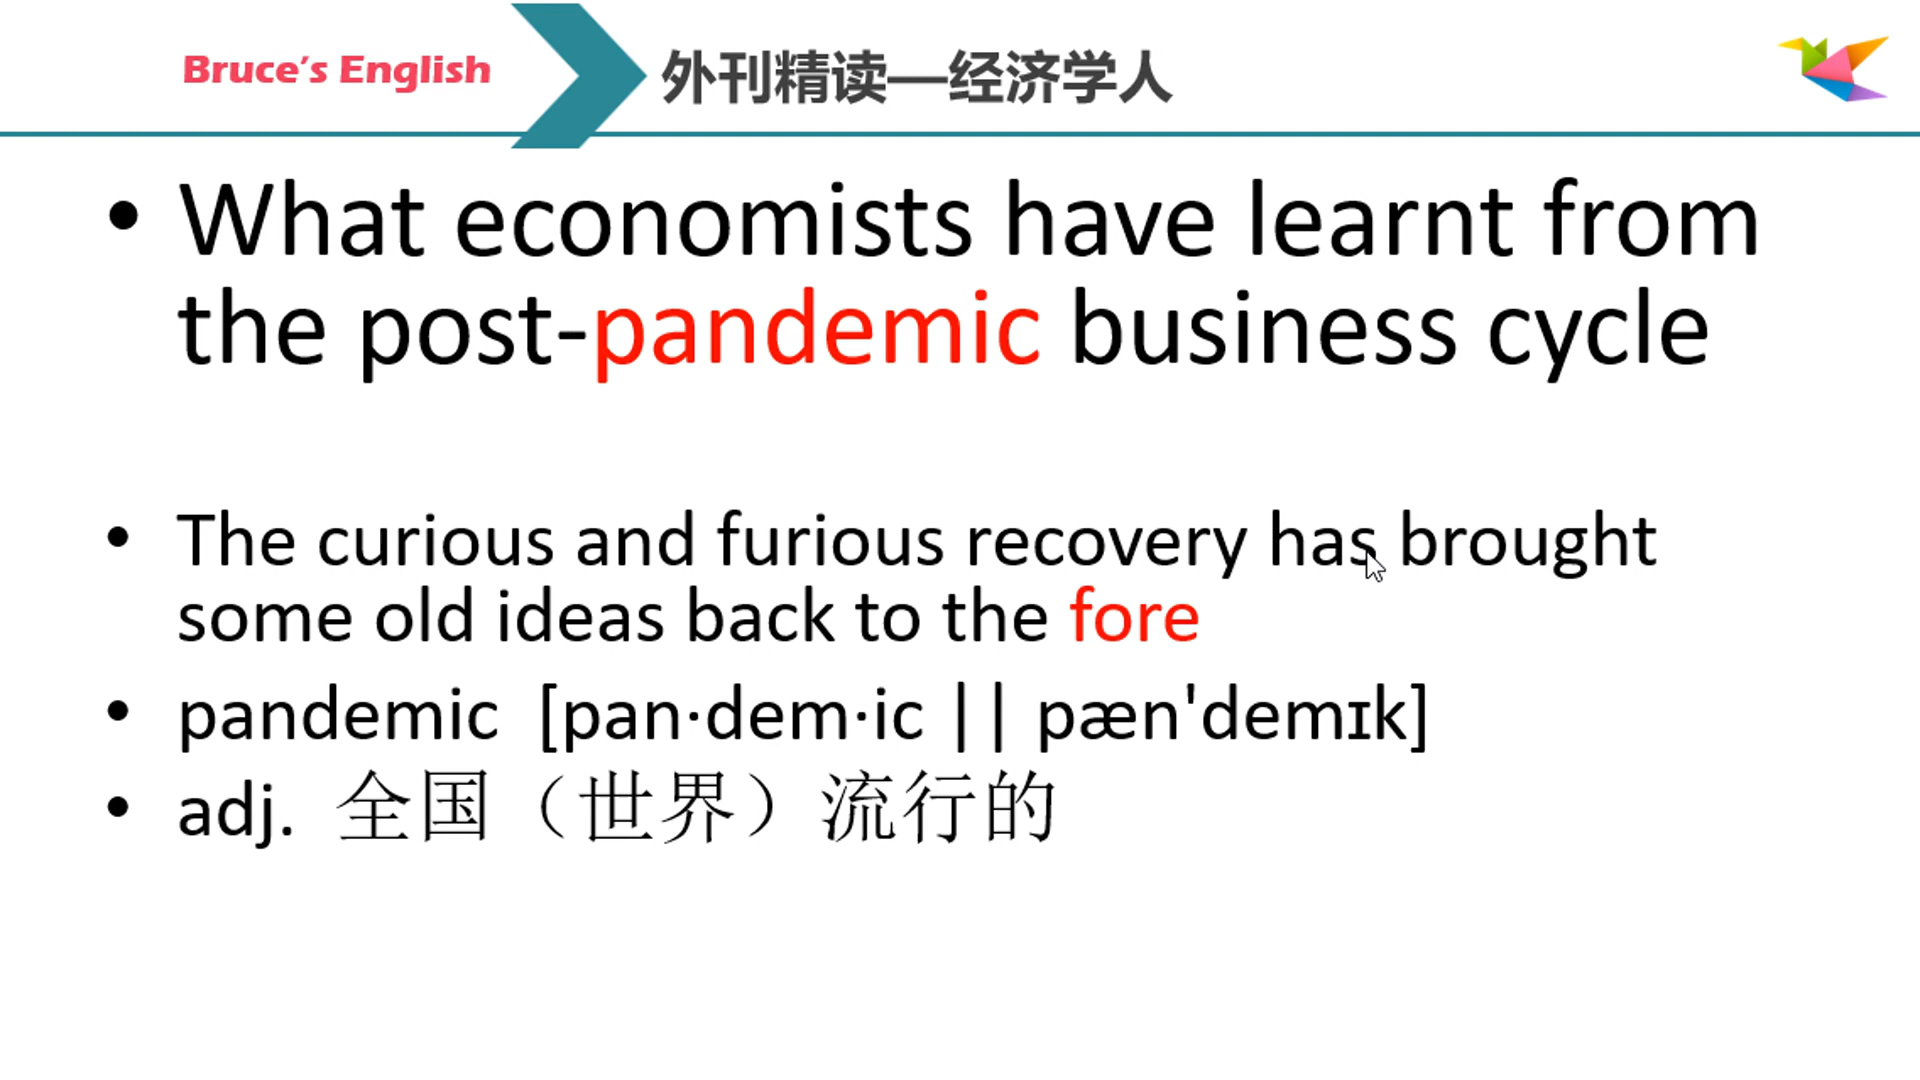 Bruce's English
外刊精读—经济学人
• What economists have learnt from
the post-pandemic business cycle
• The curious and furious recovery has brought
some old ideas back to the fore
• pandemic [pan·dem·ic || pæn'demɪk]
• adj. 全国（世界）流行的